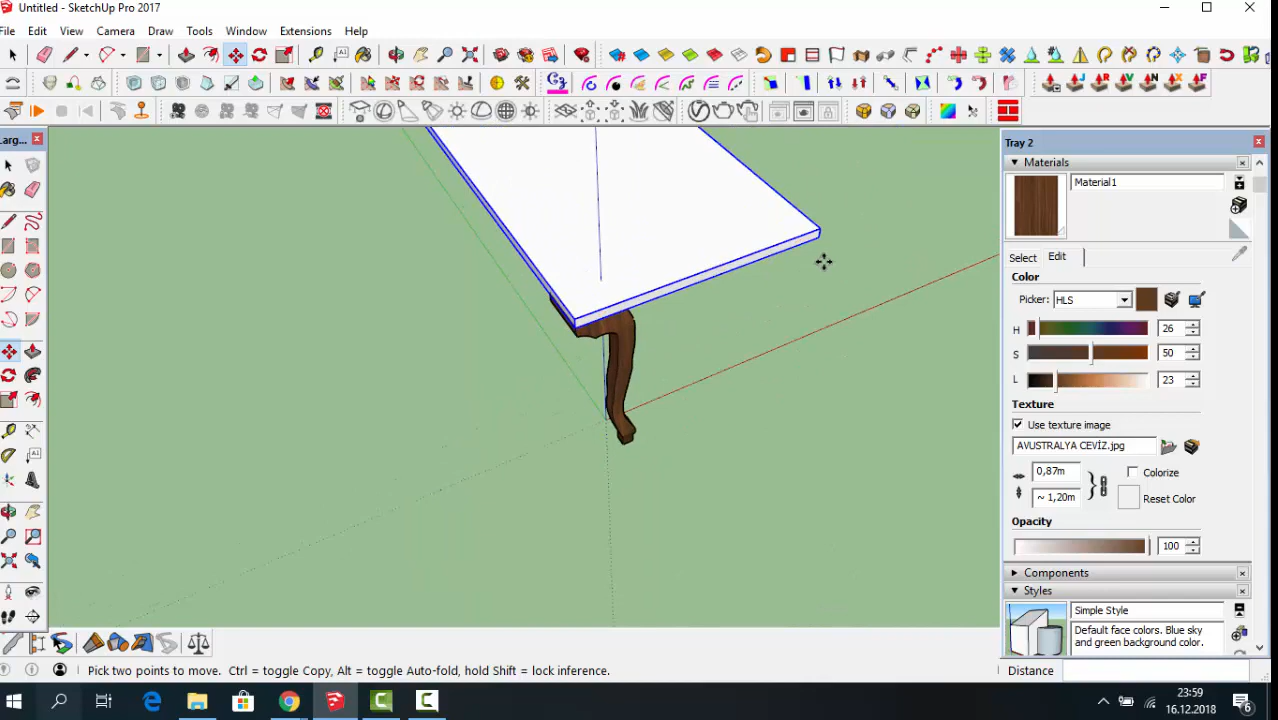 Untitled - SketchUp Pro 2017
File Edit View Camera Draw Tools Window Extensions Help
Larg...
Tray 2
Materials
Material1
Select Edit
Color
Picker: HLS
H 26
S 50
L 23
Texture
Use texture image
AVUSTRALYA CEVİZ.jpg
0,87m Colorize
~ 1,20m Reset Color
Opacity
100
Components
Styles
Simple Style
Default face colors. Blue sky
and green background color.
Pick two points to move. Ctrl = toggle Copy, Alt = toggle Auto-fold, hold Shift = lock inference.
Distance
23:59
16.12.2018
6